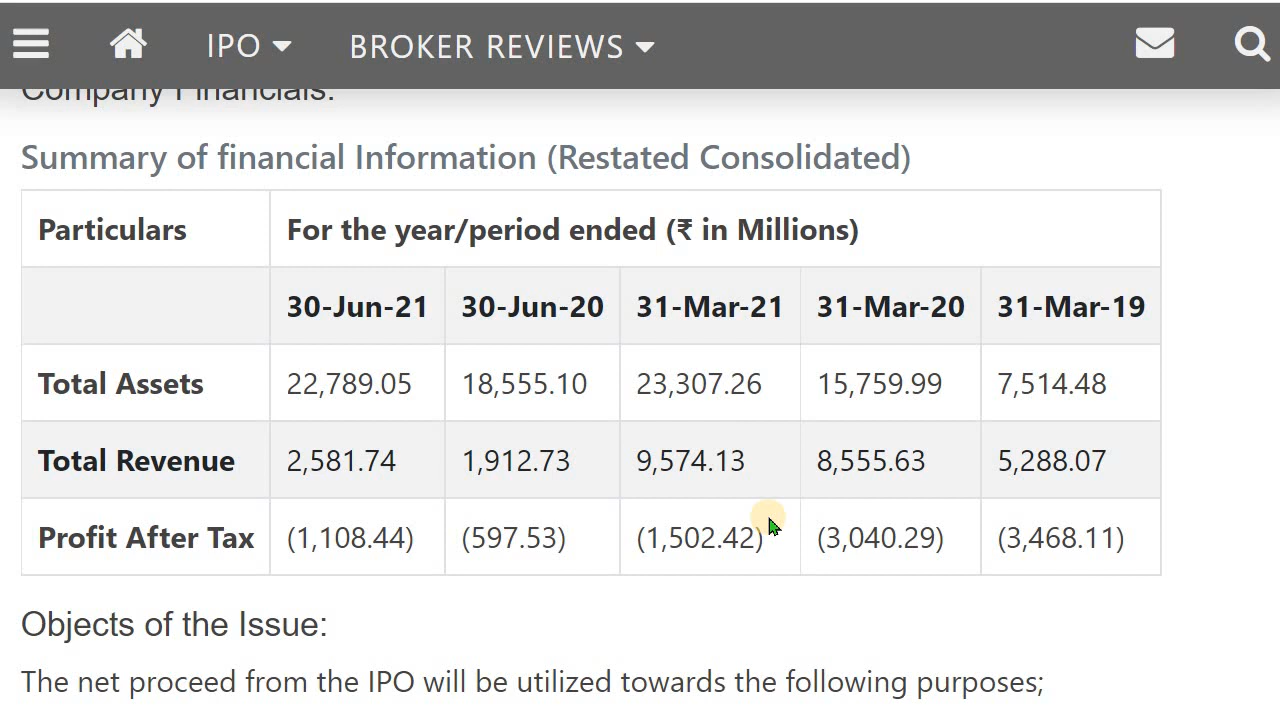 IPO BROKER REVIEWS
Company Financials:
Summary of financial Information (Restated Consolidated)
Particulars For the year/period ended (₹ in Millions)
30-Jun-21 30-Jun-20 31-Mar-21 31-Mar-20 31-Mar-19
Total Assets 22,789.05 18,555.10 23,307.26 15,759.99 7,514.48
Total Revenue 2,581.74 1,912.73 9,574.13 8,555.63 5,288.07
Profit After Tax (1,108.44) (597.53) (1,502.42) (3,040.29) (3,468.11)
Objects of the Issue:
The net proceed from the IPO will be utilized towards the following purposes;